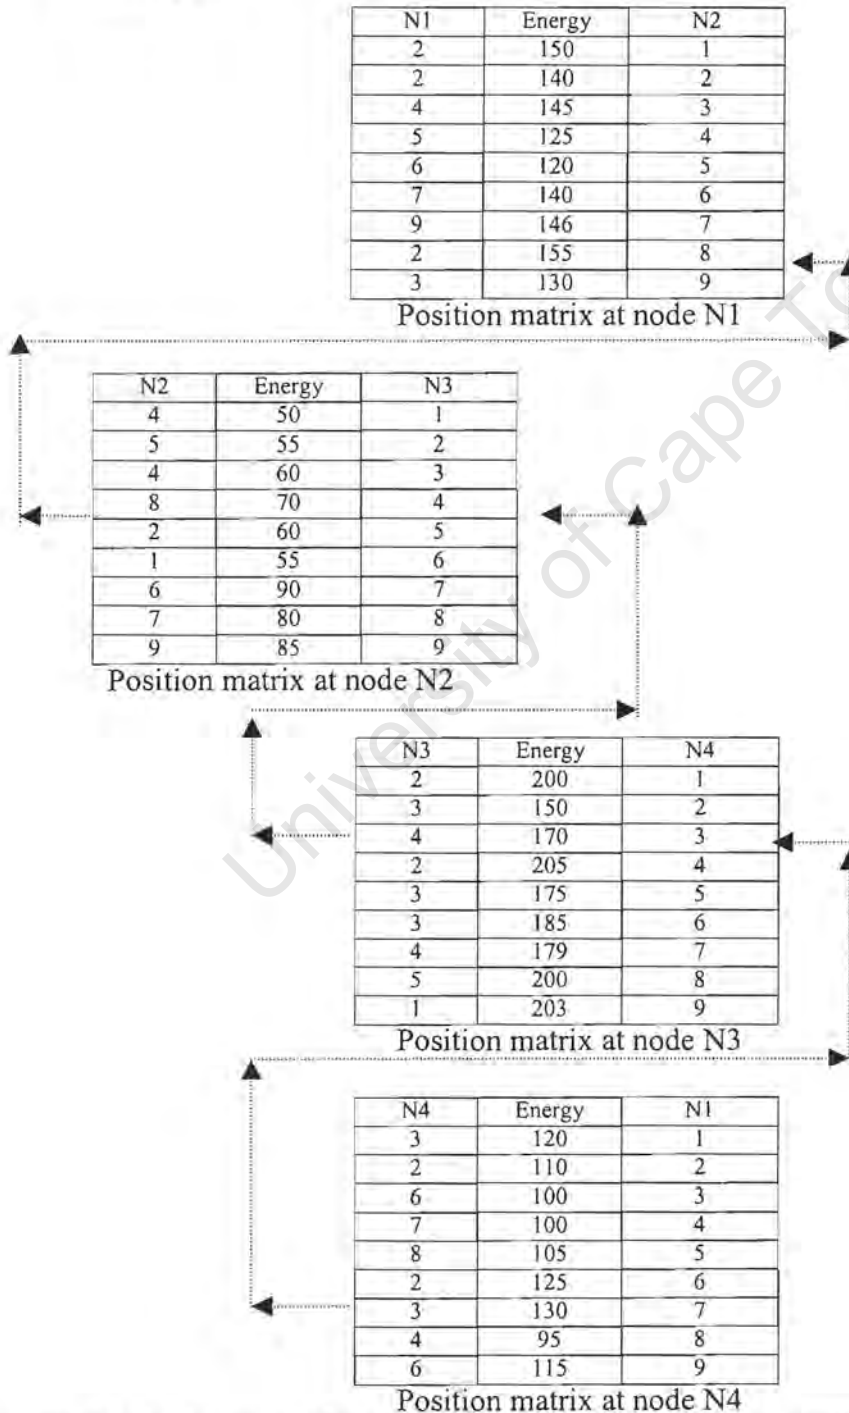 N1 Energy N2
2 150 1
2 140 2
4 145 3
5 125 4
6 120 5
7 140 6
9 146 7
2 155 8
3 130 9
Position matrix at node N1
N2 Energy N3
4 50 1
5 55 2
4 60 3
8 70 4
2 60 5
1 55 6
6 90 7
7 80 8
9 85 9
Position matrix at node N2
N3 Energy N4
2 200 1
3 150 2
4 170 3
2 205 4
3 175 5
3 185 6
4 179 7
5 200 8
1 203 9
Position matrix at node N3
N4 Energy N1
3 120 1
2 110 2
6 100 3
7 100 4
8 105 5
2 125 6
3 130 7
4 95 8
6 115 9
Position matrix at node N4
University of Cape To